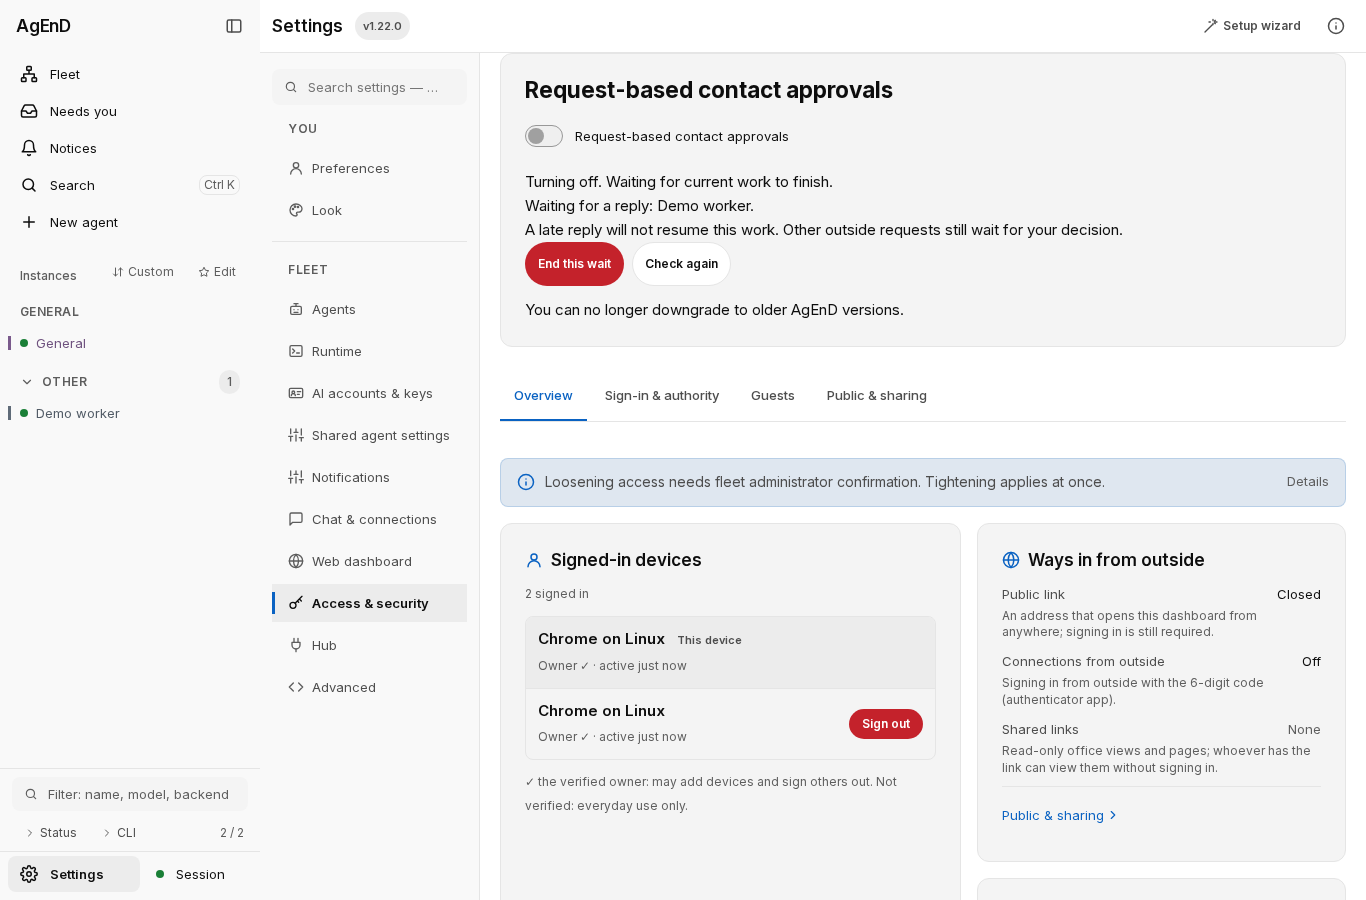 AgEnD
Fleet
Needs you
Notices
Search
Ctrl K
New agent
Instances
Custom
Edit
GENERAL
General
OTHER
1
Demo worker
Filter: name, model, backend
Status
CLI
2 / 2
Settings
Session
Settings
v1.22.0
Setup wizard
Search settings — …
YOU
Preferences
Look
FLEET
Agents
Runtime
AI accounts & keys
Shared agent settings
Notifications
Chat & connections
Web dashboard
Access & security
Hub
Advanced
Request-based contact approvals
Request-based contact approvals
Turning off. Waiting for current work to finish.
Waiting for a reply: Demo worker.
A late reply will not resume this work. Other outside requests still wait for your decision.
End this wait
Check again
You can no longer downgrade to older AgEnD versions.
Overview
Sign-in & authority
Guests
Public & sharing
Loosening access needs fleet administrator confirmation. Tightening applies at once.
Details
Signed-in devices
2 signed in
Chrome on Linux
This device
Owner ✓ · active just now
Chrome on Linux
Owner ✓ · active just now
Sign out
✓ the verified owner: may add devices and sign others out. Not
verified: everyday use only.
Ways in from outside
Public link
Closed
An address that opens this dashboard from
anywhere; signing in is still required.
Connections from outside
Off
Signing in from outside with the 6-digit code
(authenticator app).
Shared links
None
Read-only office views and pages; whoever has the
link can view them without signing in.
Public & sharing